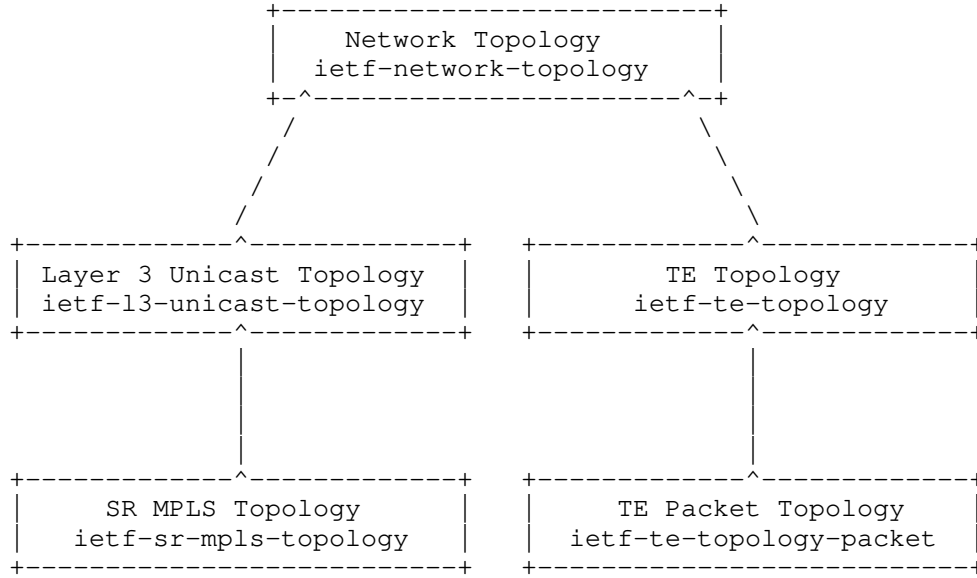 Network Topology
ietf-network-topology
Layer 3 Unicast Topology
ietf-l3-unicast-topology
TE Topology
ietf-te-topology
SR MPLS Topology
ietf-sr-mpls-topology
TE Packet Topology
ietf-te-topology-packet